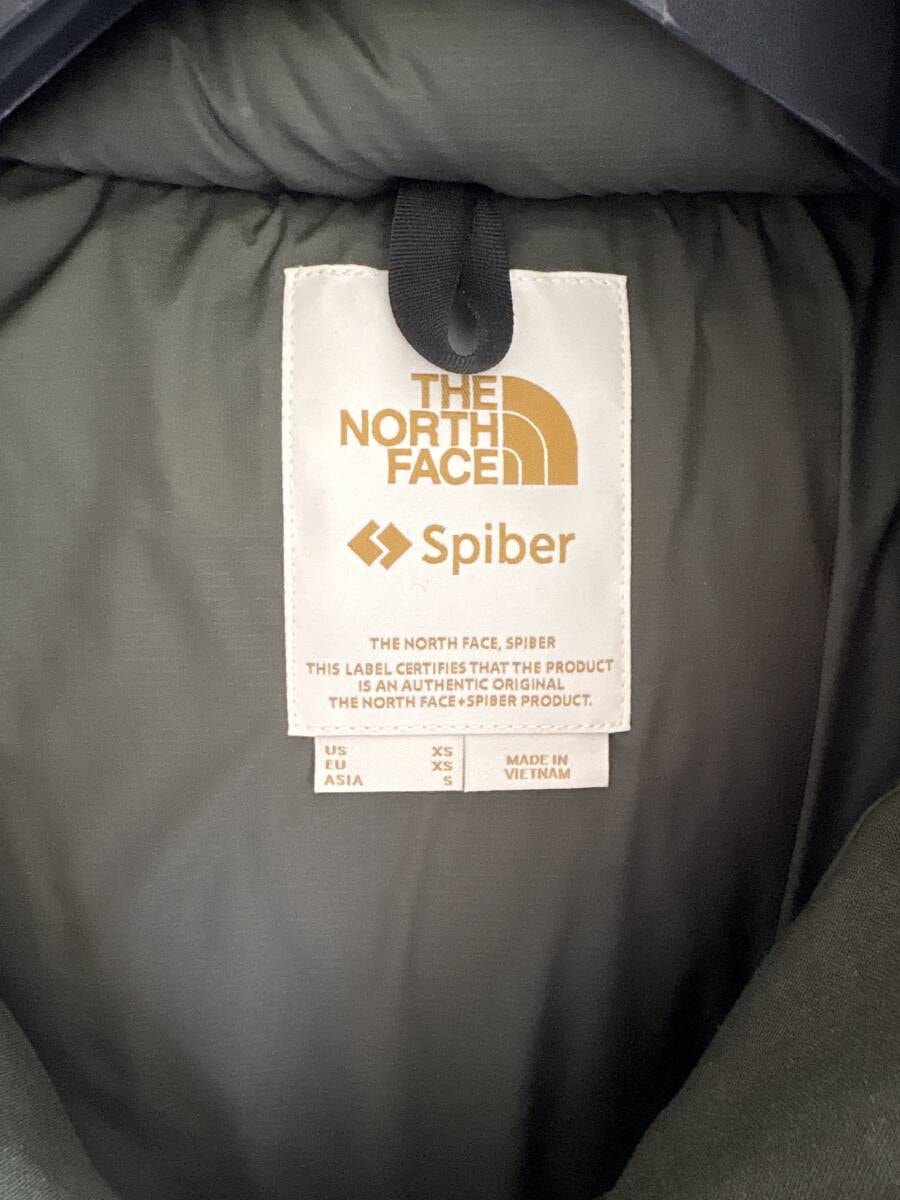 THE
NORTH
FACE
Spiber
THE NORTH FACE, SPIBER
THIS LABEL CERTIFIES THAT THE PRODUCT
IS AN AUTHENTIC ORIGINAL
THE NORTH FACE+SPIBER PRODUCT.
US XS
EU XS
ASIA S
MADE IN
VIETNAM